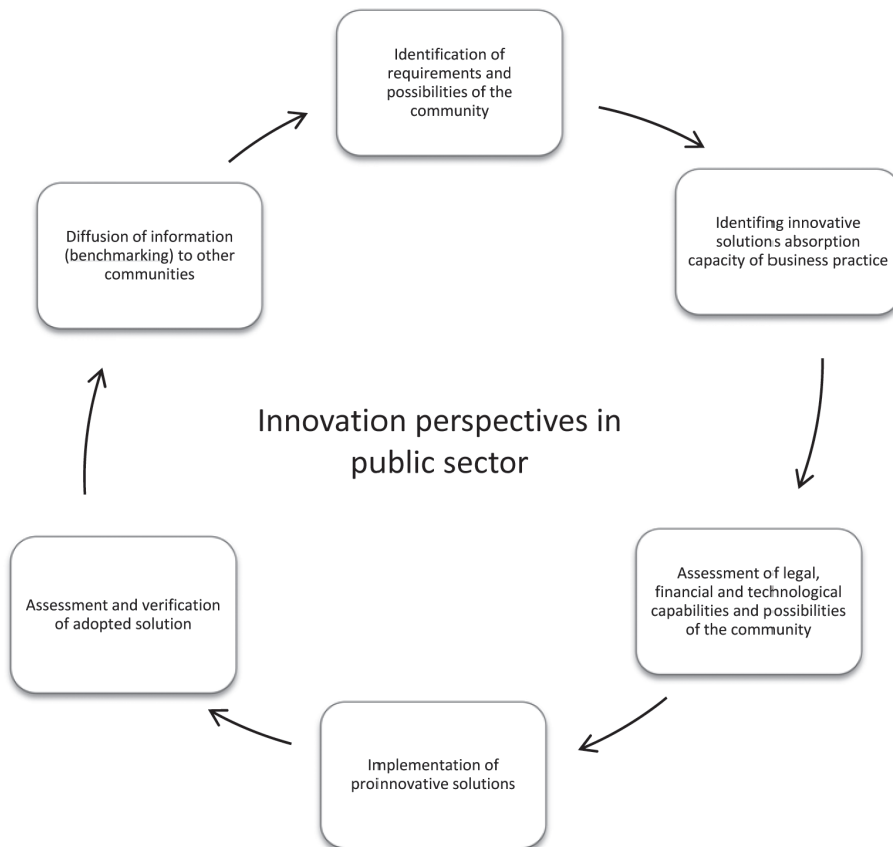 Identification of
requirements and
possibilities of the
community
Identifing innovative
solutions absorption
capacity of business practice
Assessment of legal,
financial and technological
capabilities and possibilities
of the community
Implementation of
proinnovative solutions
Assessment and verification
of adopted solution
Diffusion of information
(benchmarking) to other
communities
Innovation perspectives in
public sector